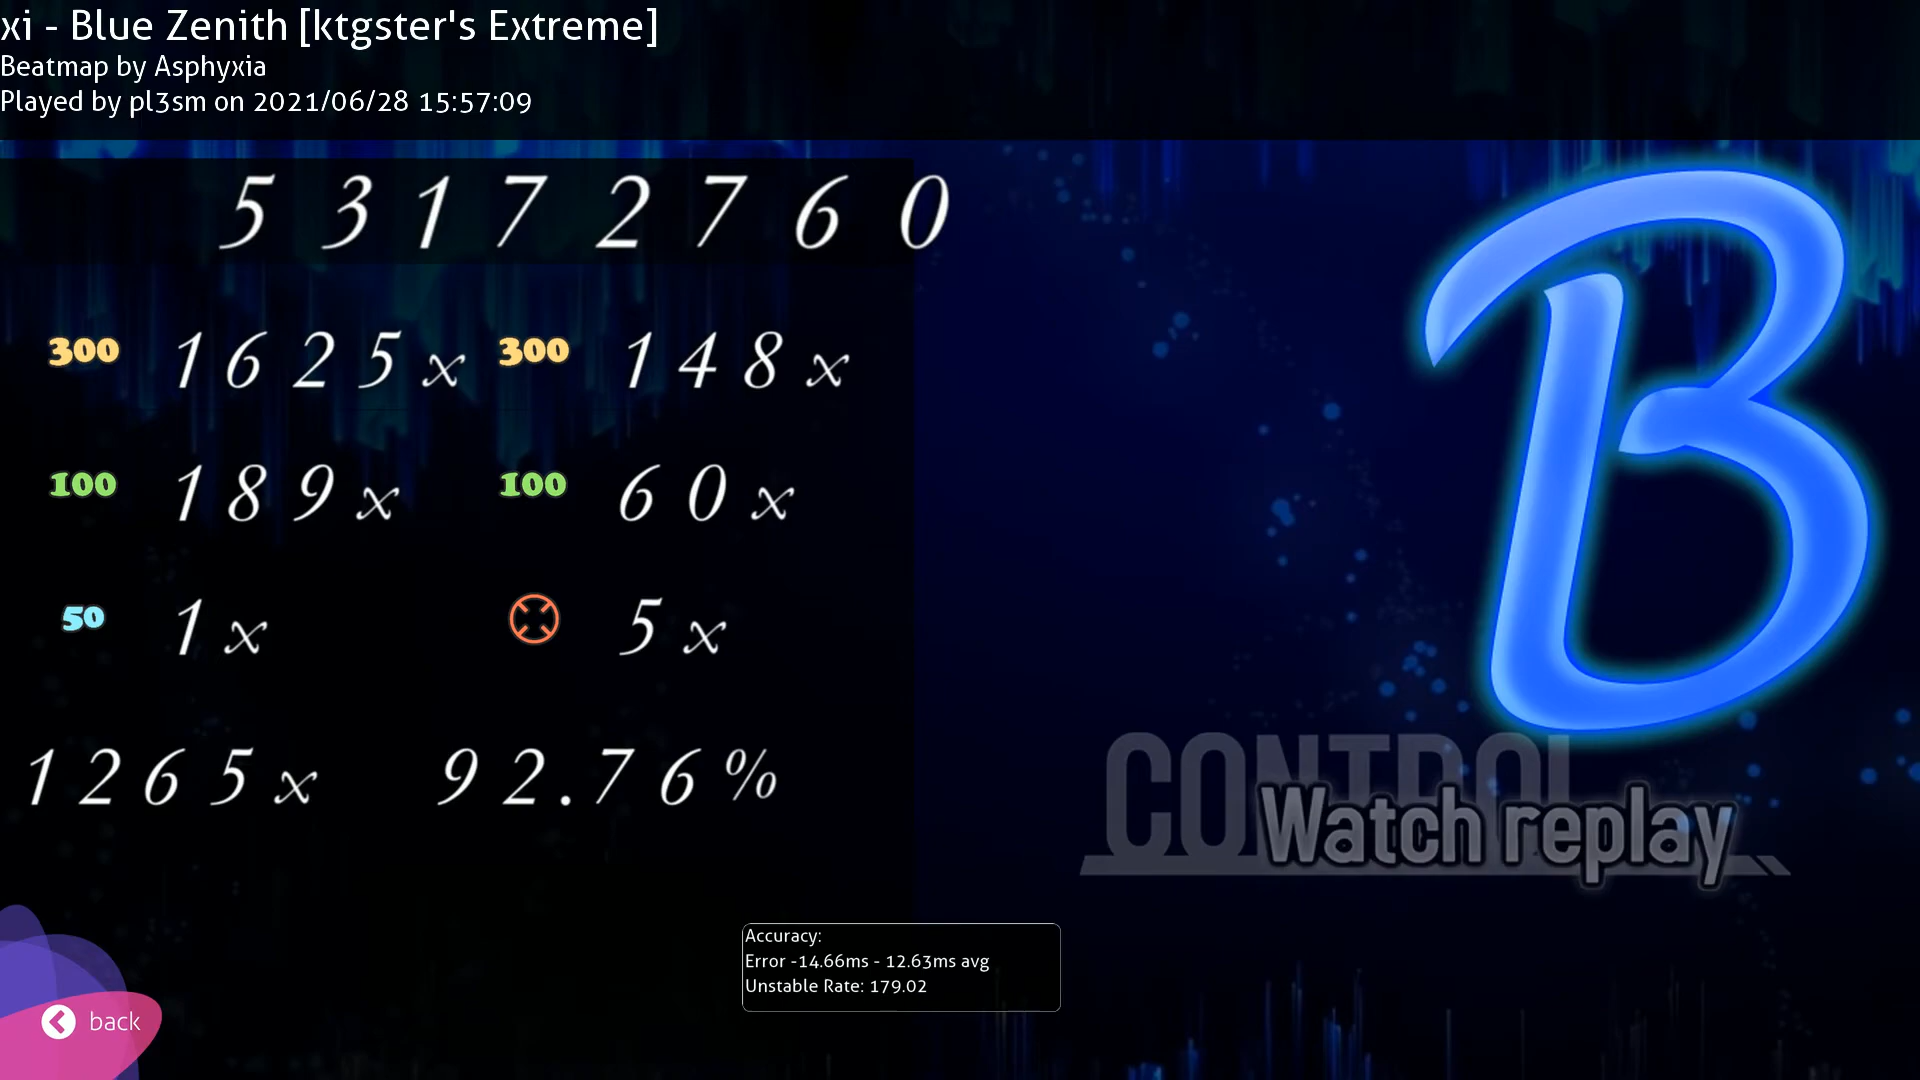 xi - Blue Zenith [ktgster's Extreme]
Beatmap by Asphyxia
Played by pl3sm on 2021/06/28 15:57:09
53172760
300 1625x 300 148x
100 189x 100 60x
50 1x 5x
1265x 92.76%
B
CONTROL
Watch replay
Accuracy:
Error -14.66ms - 12.63ms avg
Unstable Rate: 179.02
back